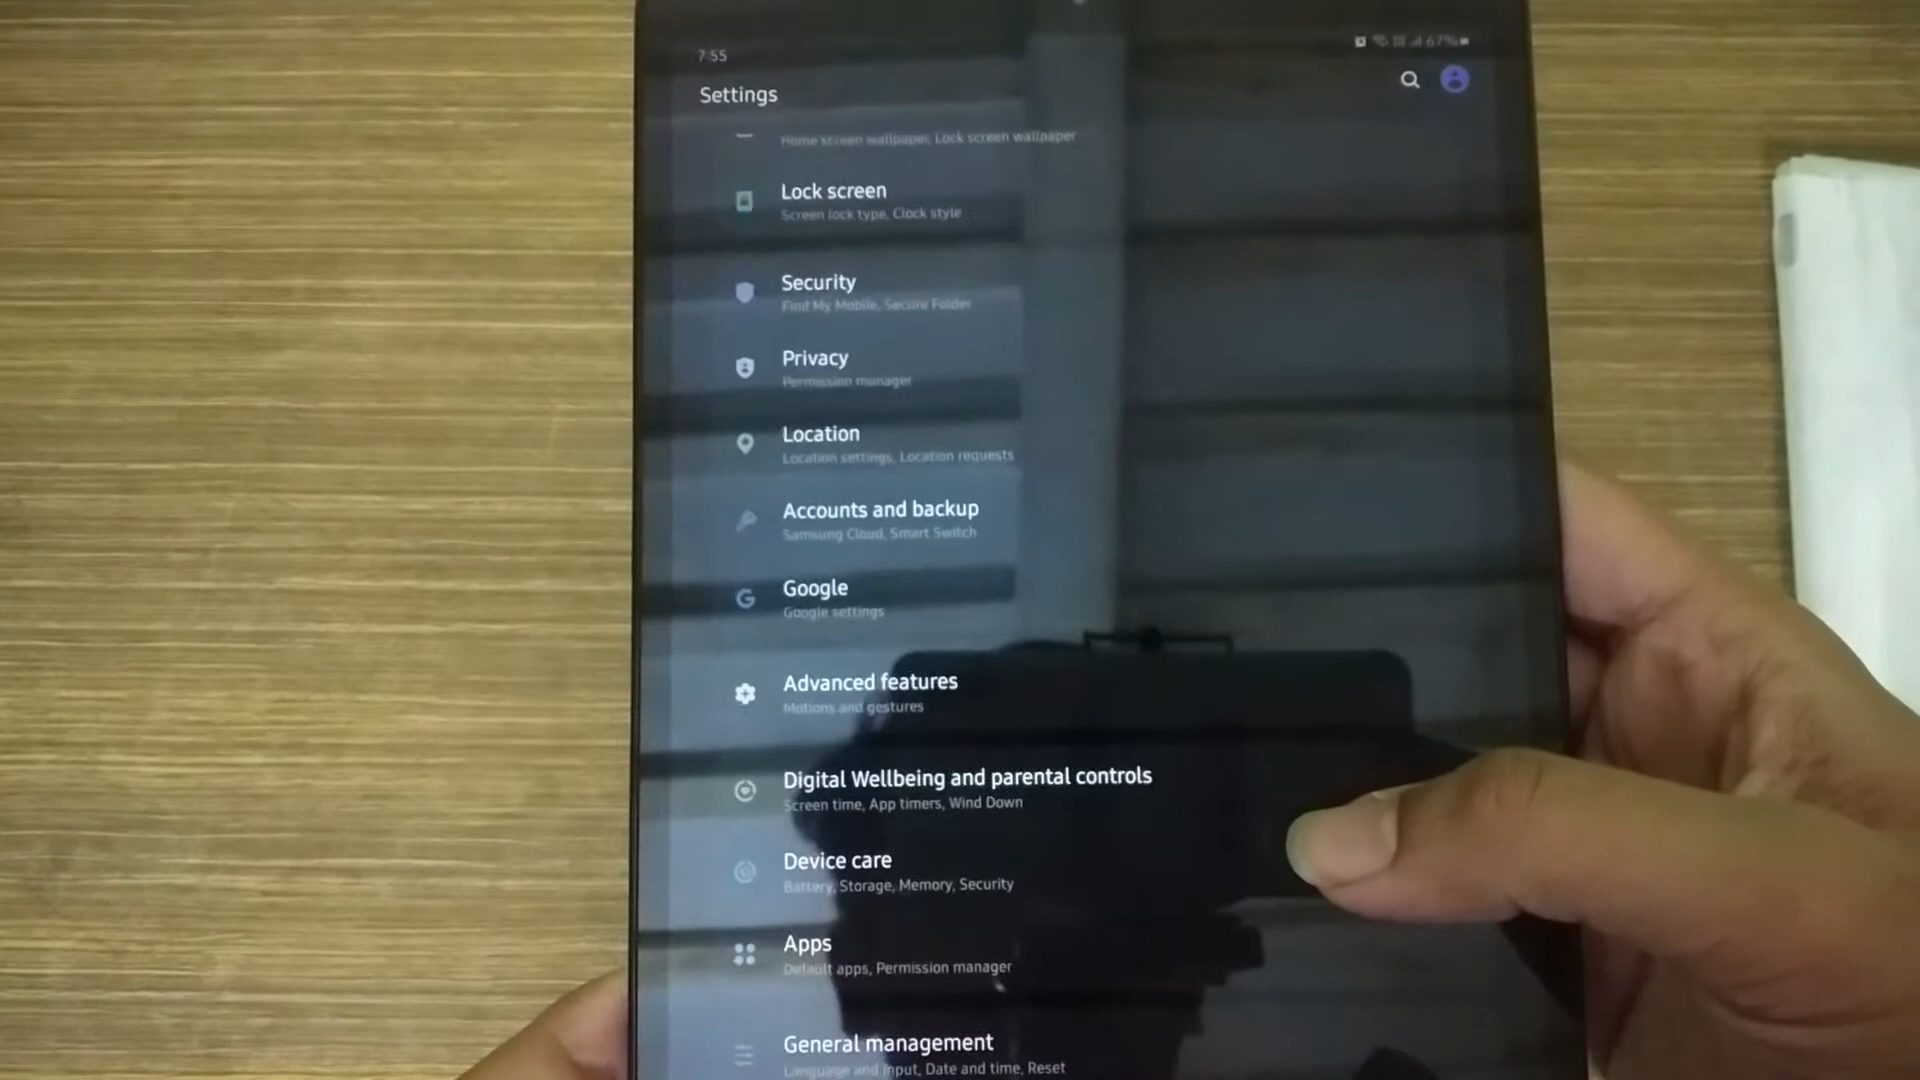 7:55
67%
Settings
Home screen wallpaper, Lock screen wallpaper
Lock screen
Screen lock type, Clock style
Security
Find My Mobile, Secure Folder
Privacy
Permission manager
Location
Location settings, Location requests
Accounts and backup
Samsung Cloud, Smart Switch
Google
Google settings
Advanced features
Motions and gestures
Digital Wellbeing and parental controls
Screen time, App timers, Wind Down
Device care
Battery, Storage, Memory, Security
Apps
Default apps, Permission manager
General management
Language and input, Date and time, Reset